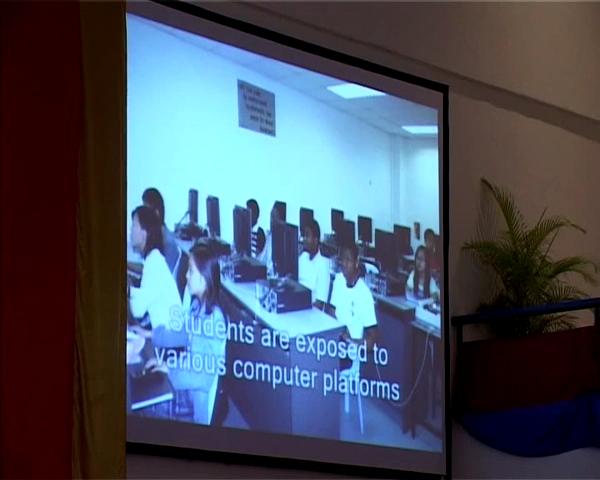 Students are exposed to
various computer platforms